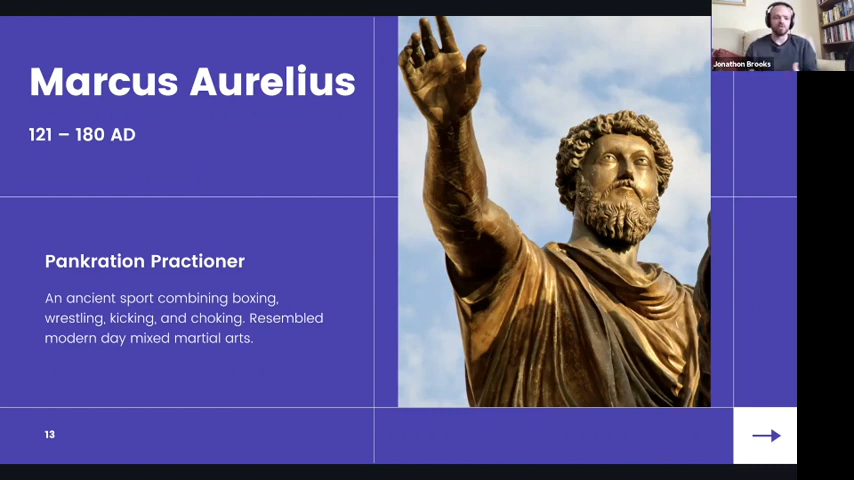 Marcus Aurelius
121 – 180 AD
Pankration Practioner
An ancient sport combining boxing,
wrestling, kicking, and choking. Resembled
modern day mixed martial arts.
13
Jonathon Brooks